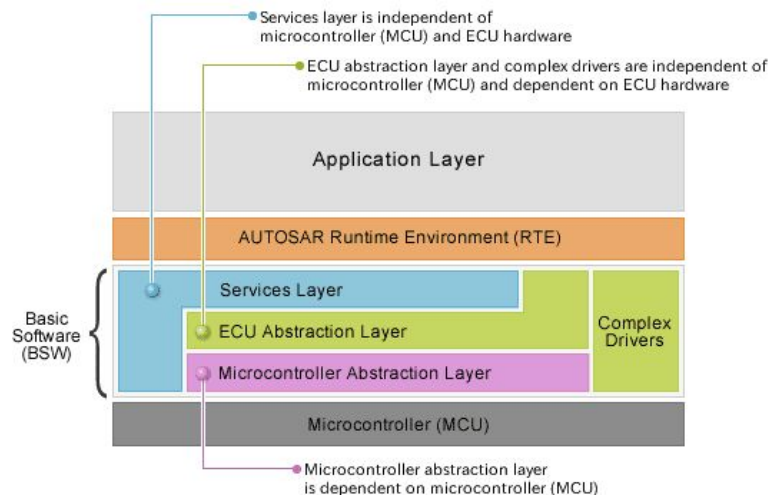 Services layer is independent of
microcontroller (MCU) and ECU hardware
ECU abstraction layer and complex drivers are independent of
microcontroller (MCU) and dependent on ECU hardware
Application Layer
AUTOSAR Runtime Environment (RTE)
Basic
Software
(BSW)
Services Layer
ECU Abstraction Layer
Complex
Drivers
Microcontroller Abstraction Layer
Microcontroller (MCU)
Microcontroller abstraction layer
is dependent on microcontroller (MCU)